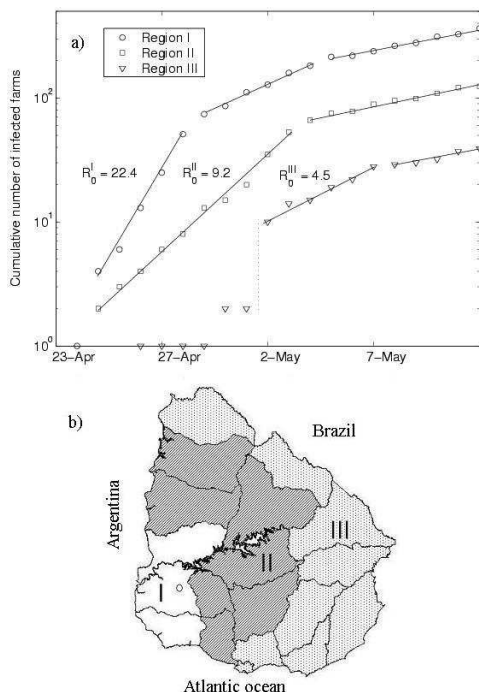 a)
Region I
Region II
Region III
Cumulative number of infected farms
10^2
10^1
10^0
R_0^I = 22.4
R_0^II = 9.2
R_0^III = 4.5
23-Apr
27-Apr
2-May
7-May
b)
Brazil
Argentina
III
II
I
Atlantic ocean